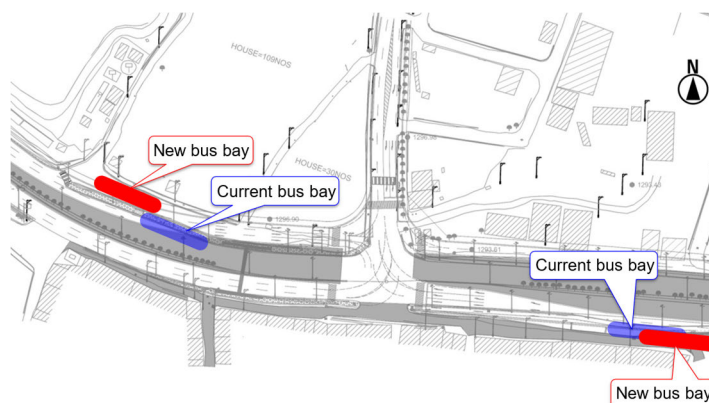 N
HOUSE=109NOS
New bus bay
HOUSE=30NOS
Current bus bay
Current bus bay
New bus bay